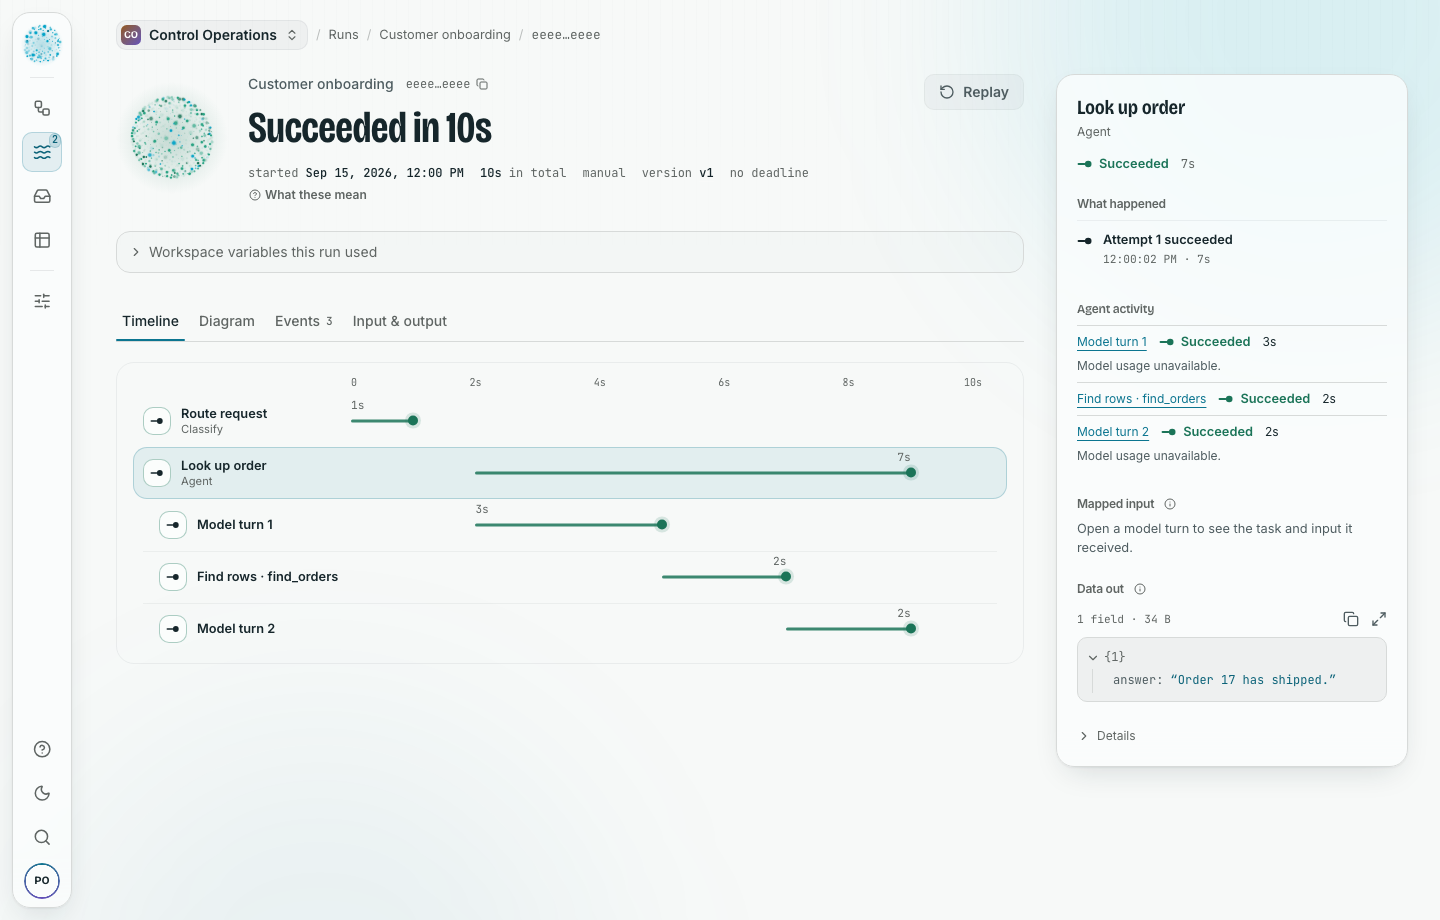 CO Control Operations / Runs / Customer onboarding / eeee…eeee
2
Customer onboarding eeee…eeee
Replay
Succeeded in 10s
started Sep 15, 2026, 12:00 PM 10s in total manual version v1 no deadline
What these mean
Workspace variables this run used
Timeline Diagram Events 3 Input & output
0 2s 4s 6s 8s 10s
Route request
Classify
1s
Look up order
Agent
7s
Model turn 1
3s
Find rows · find_orders
2s
Model turn 2
2s
PO
Look up order
Agent
Succeeded 7s
What happened
Attempt 1 succeeded
12:00:02 PM · 7s
Agent activity
Model turn 1 Succeeded 3s
Model usage unavailable.
Find rows · find_orders Succeeded 2s
Model turn 2 Succeeded 2s
Model usage unavailable.
Mapped input
Open a model turn to see the task and input it
received.
Data out
1 field · 34 B
{1}
answer: “Order 17 has shipped.”
Details